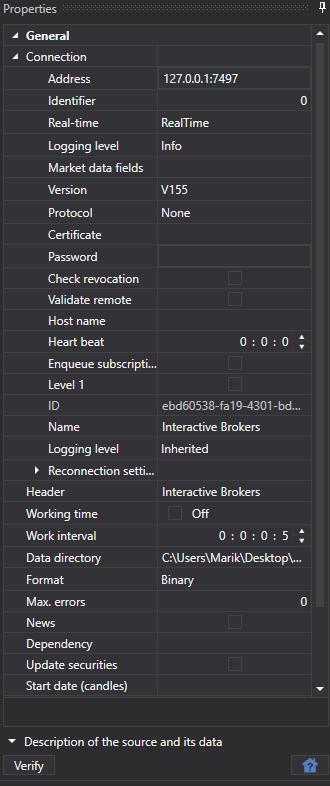 Properties
General
Connection
Address 127.0.0.1:7497
Identifier 0
Real-time RealTime
Logging level Info
Market data fields
Version V155
Protocol None
Certificate
Password
Check revocation
Validate remote
Host name
Heart beat 0 : 0 : 0
Enqueue subscripti...
Level 1
ID ebd60538-fa19-4301-bd...
Name Interactive Brokers
Logging level Inherited
Reconnection setti...
Header Interactive Brokers
Working time Off
Work interval 0 : 0 : 0 : 5
Data directory C:\Users\Marik\Desktop\...
Format Binary
Max. errors 0
News
Dependency
Update securities
Start date (candles)
Description of the source and its data
Verify